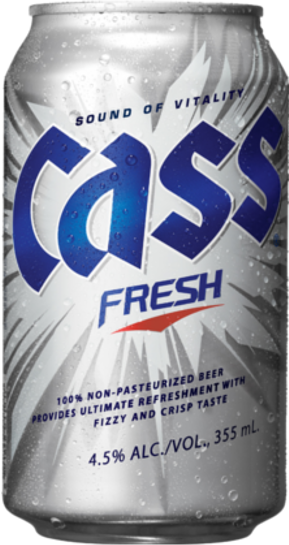 SOUND OF VITALITY
Cass
FRESH
100% NON-PASTEURIZED BEER
PROVIDES ULTIMATE REFRESHMENT WITH
FIZZY AND CRISP TASTE
4.5% ALC./VOL., 355 mL